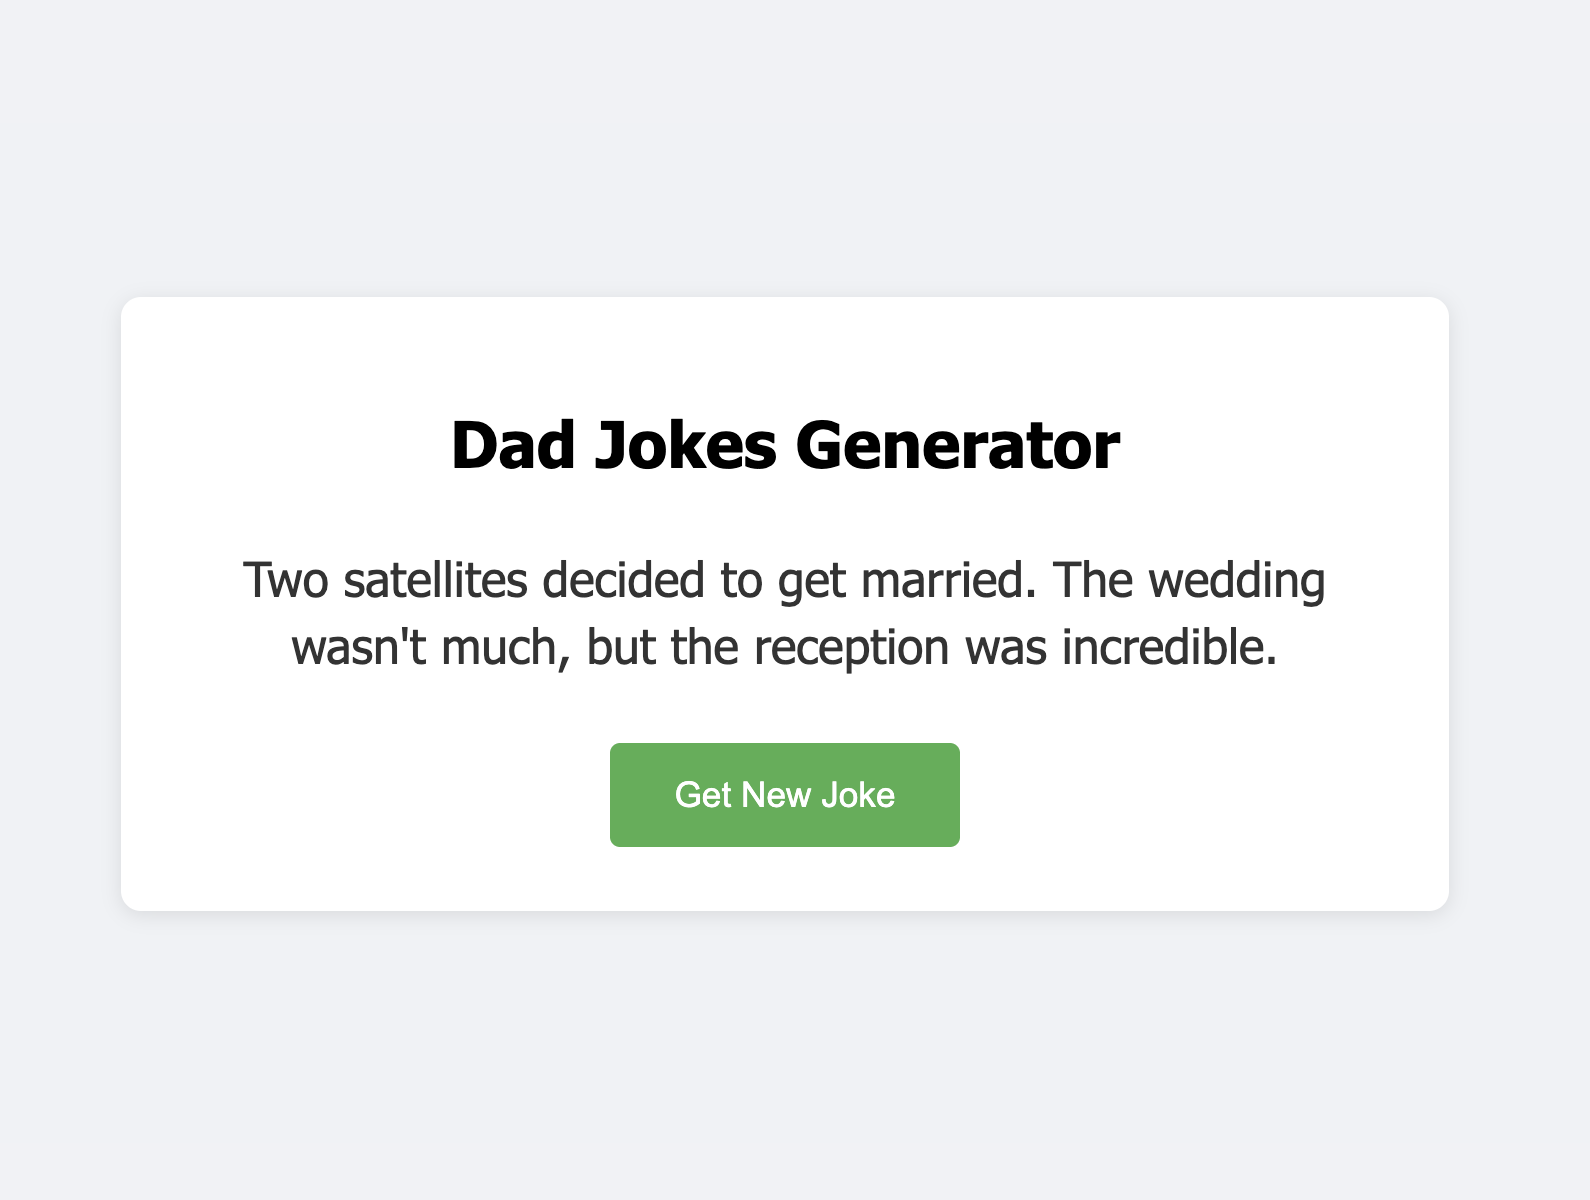 Dad Jokes Generator
Two satellites decided to get married. The wedding
wasn't much, but the reception was incredible.
Get New Joke